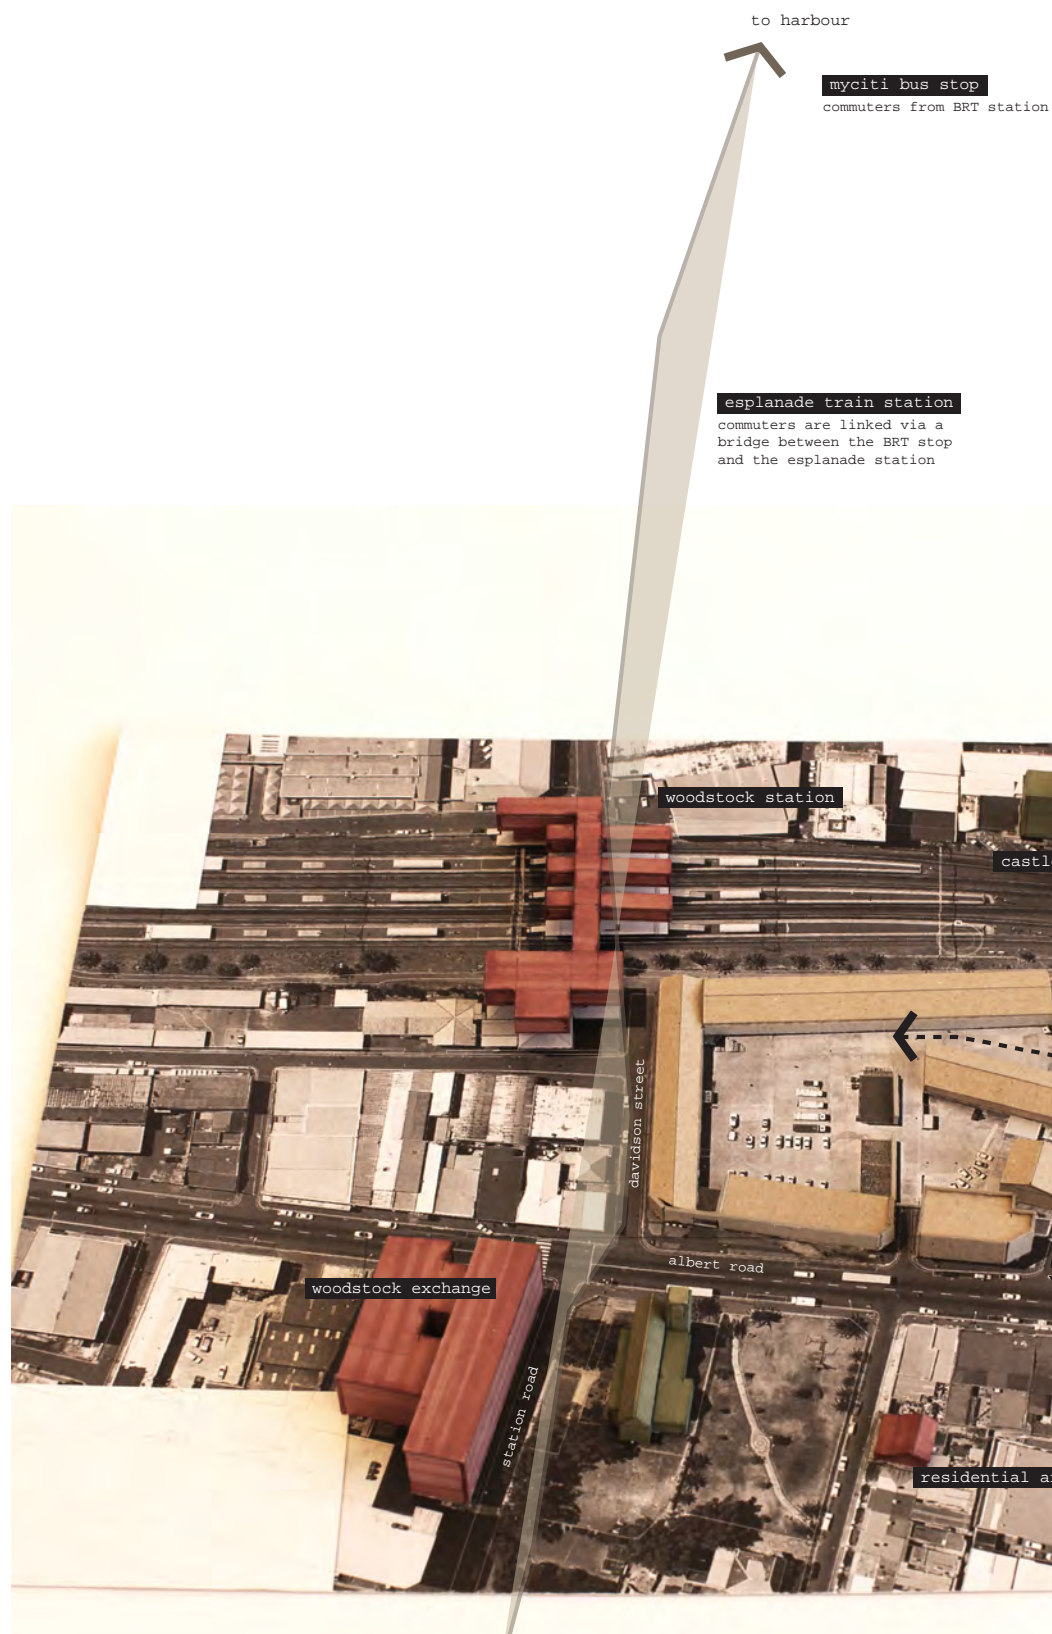 to harbour
myciti bus stop
commuters from BRT station
esplanade train station
commuters are linked via a
bridge between the BRT stop
and the esplanade station
woodstock station
davidson street
albert road
woodstock exchange
station road
residential